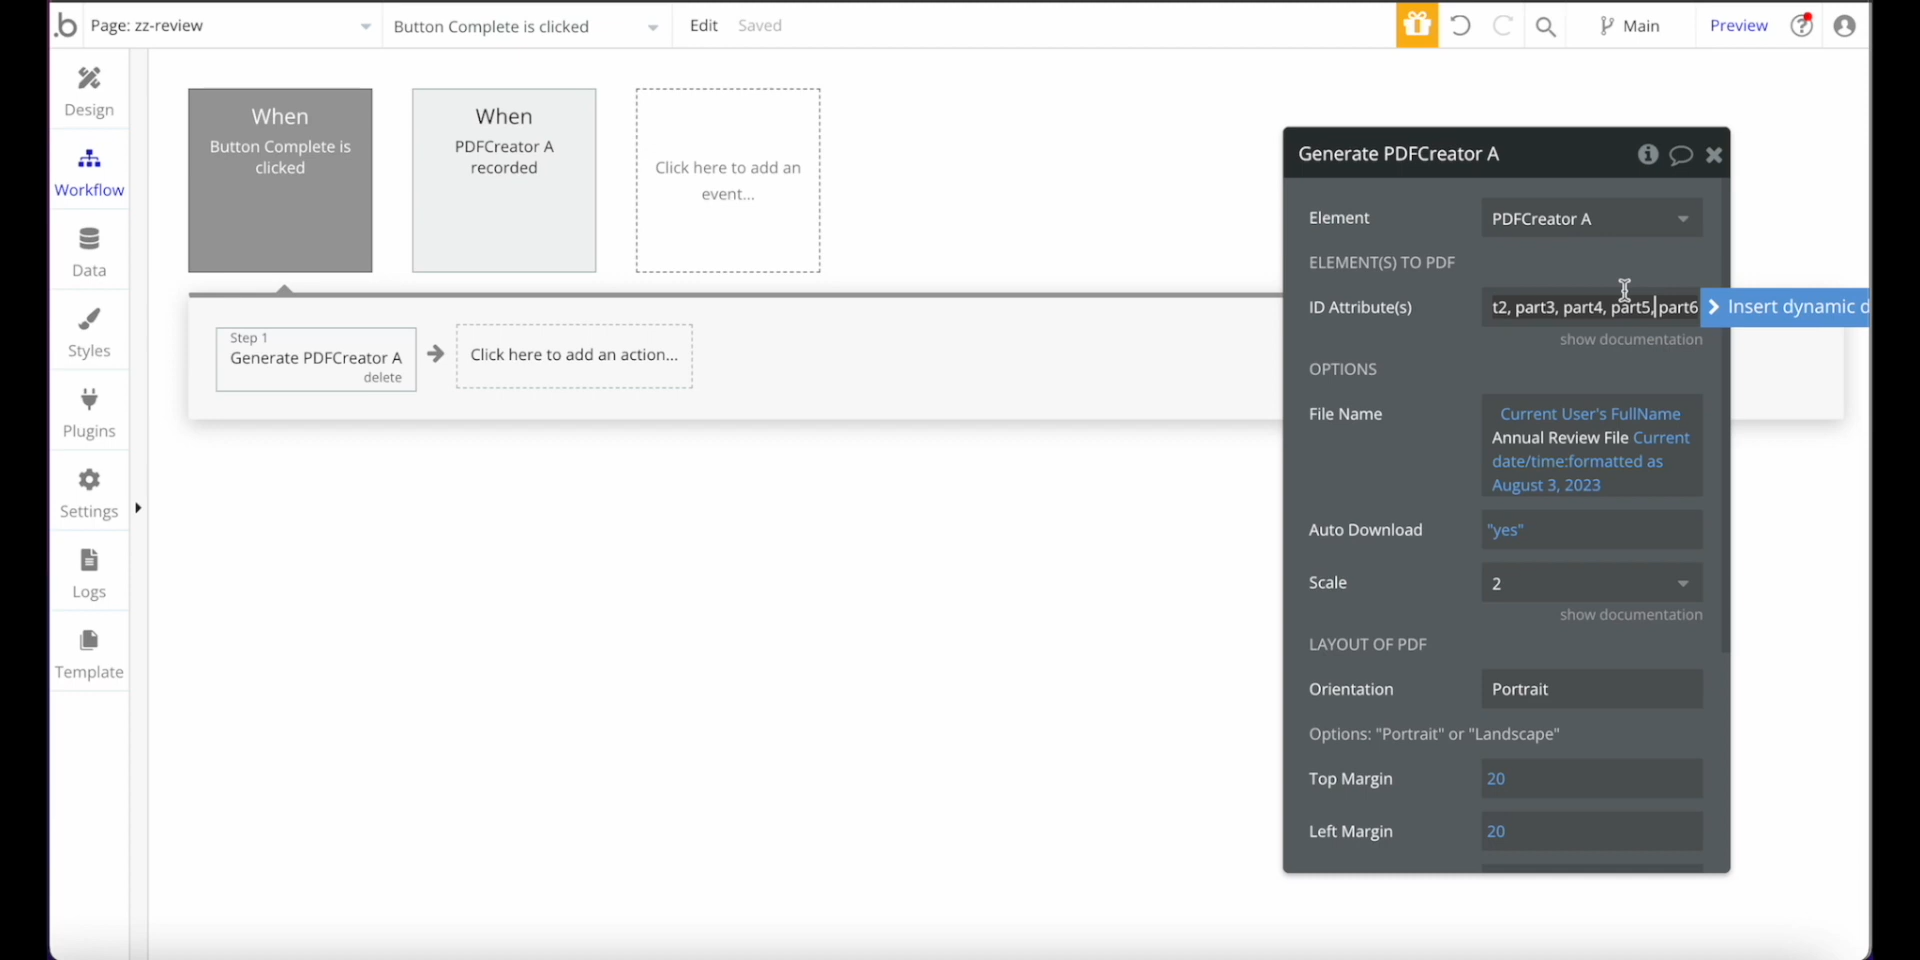 .b
Page: zz-review
Button Complete is clicked
Edit
Saved
Main
Preview
Design
Workflow
Data
Styles
Plugins
Settings
Logs
Template
When
Button Complete is
clicked
When
PDFCreator A
recorded
Click here to add an
event...
Step 1
Generate PDFCreator A
delete
Click here to add an action...
Generate PDFCreator A
Element
PDFCreator A
ELEMENT(S) TO PDF
ID Attribute(s)
t2, part3, part4, part5, part6
Insert dynamic d
show documentation
OPTIONS
File Name
Current User's FullName
Annual Review File Current
date/time:formatted as
August 3, 2023
Auto Download
"yes"
Scale
2
show documentation
LAYOUT OF PDF
Orientation
Portrait
Options: "Portrait" or "Landscape"
Top Margin
20
Left Margin
20